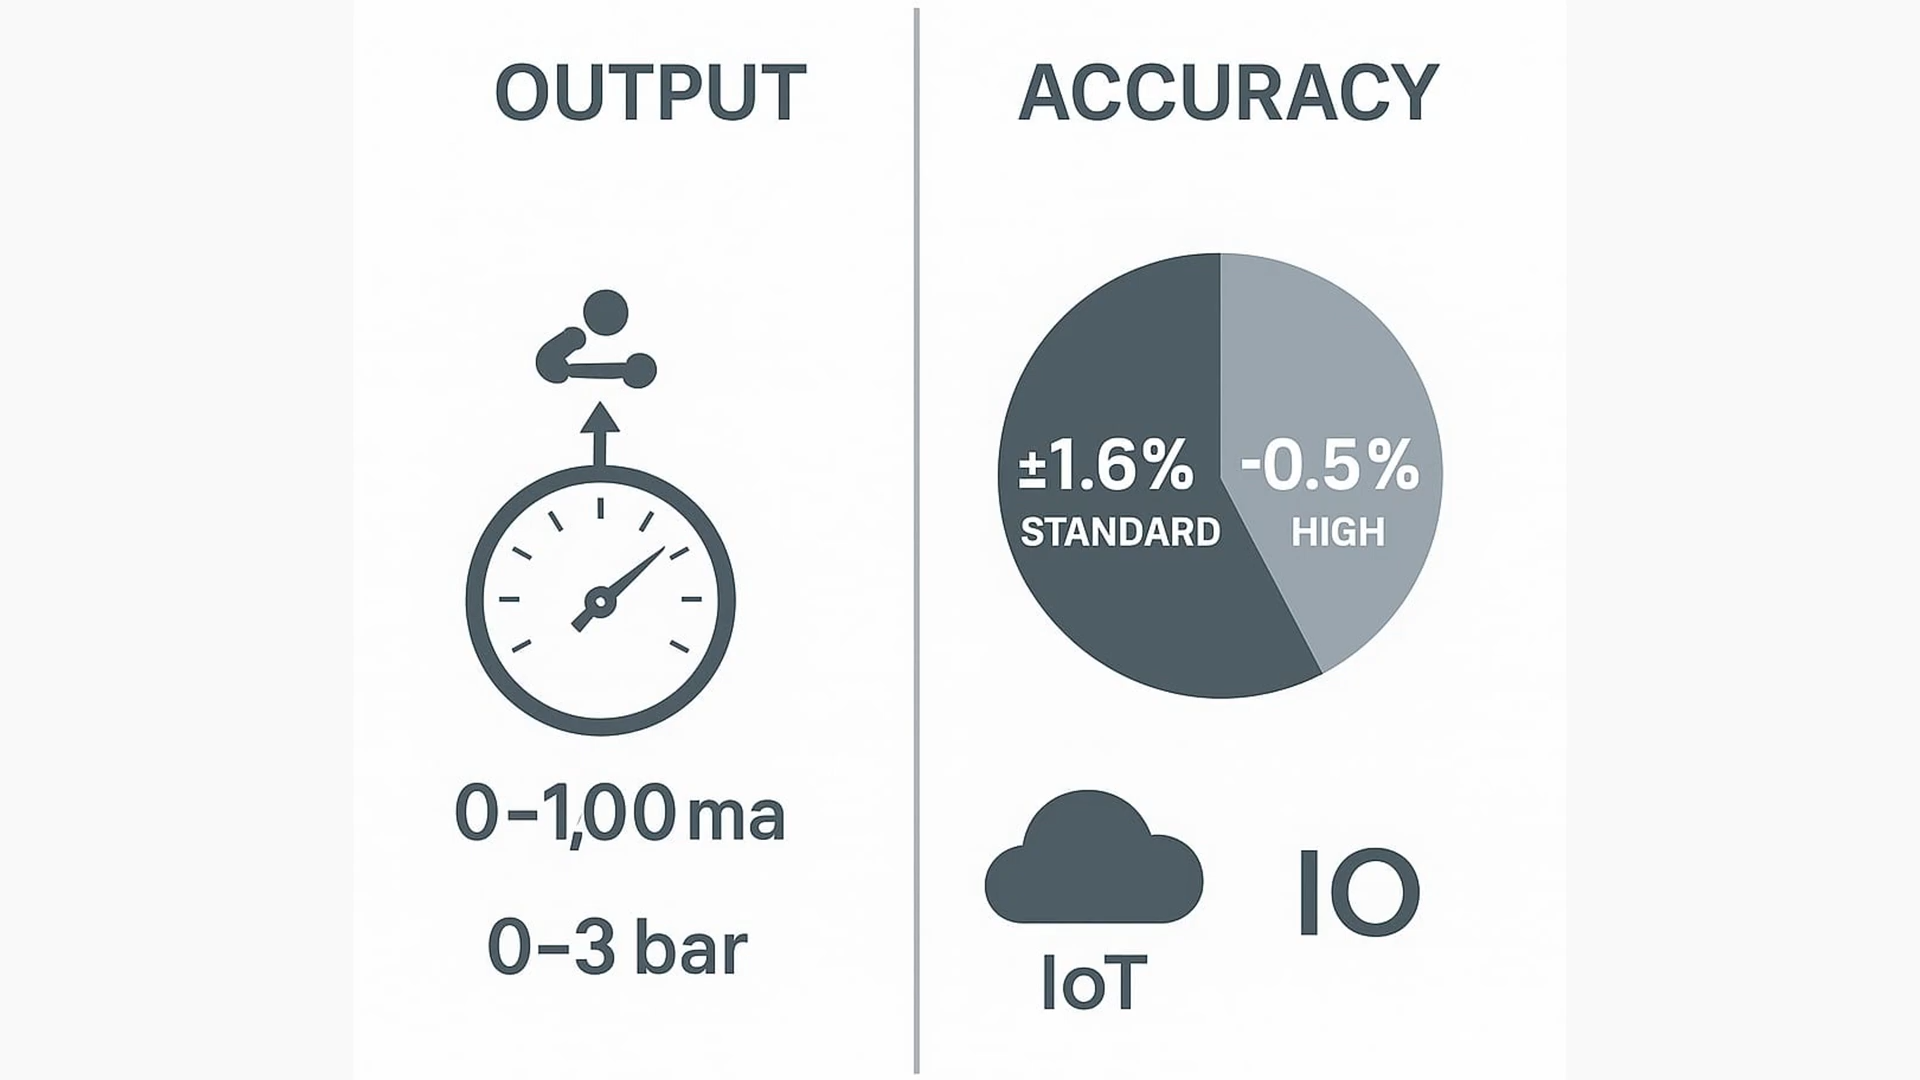 OUTPUT
0-1,00 ma
0-3 bar
ACCURACY
±1.6%
STANDARD
-0.5%
HIGH
IoT
IO